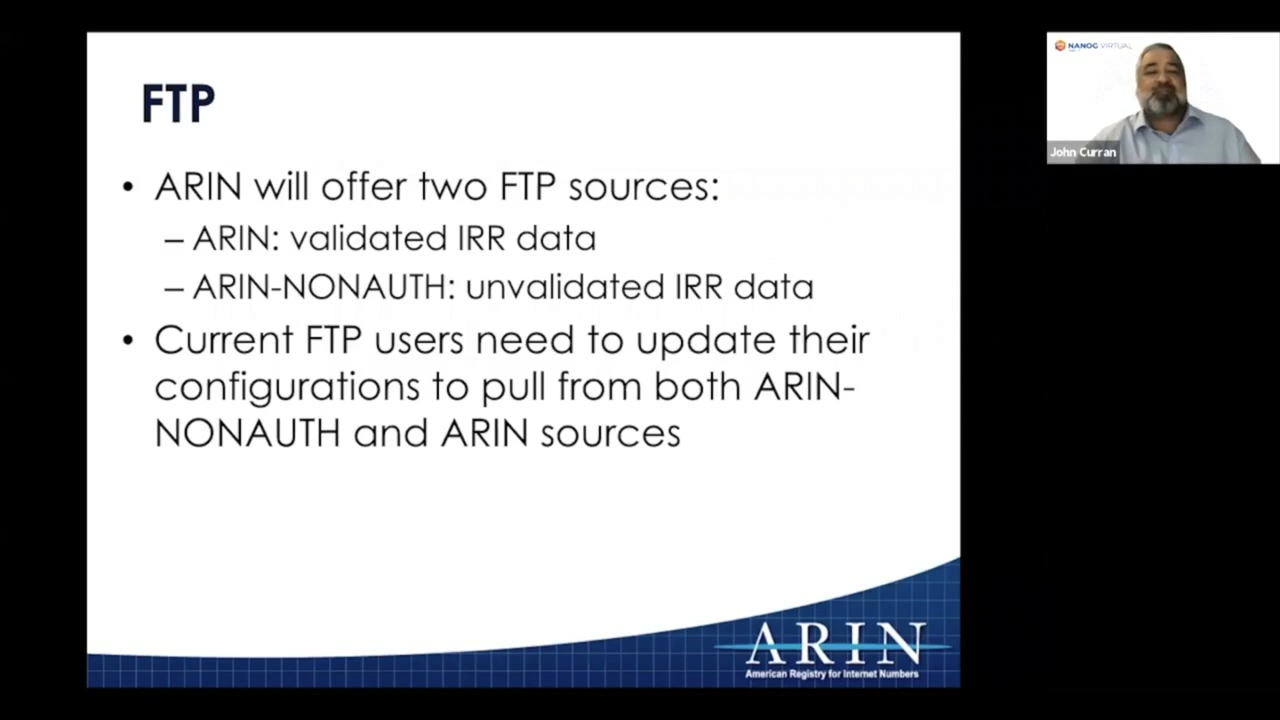 FTP
• ARIN will offer two FTP sources:
– ARIN: validated IRR data
– ARIN-NONAUTH: unvalidated IRR data
• Current FTP users need to update their
configurations to pull from both ARIN-
NONAUTH and ARIN sources
ARIN
American Registry for Internet Numbers
NANOG VIRTUAL
John Curran